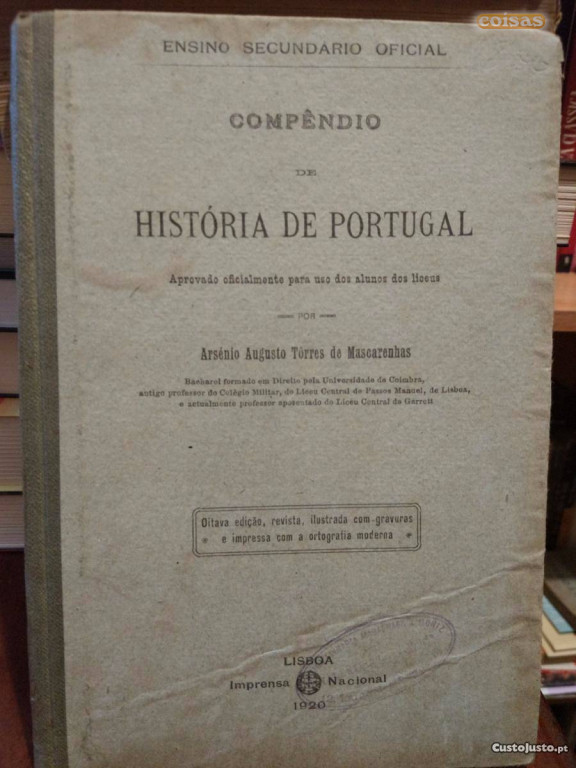 coisas
ENSINO SECUNDÁRIO OFICIAL
COMPÊNDIO
DE
HISTÓRIA DE PORTUGAL
Aprovado oficialmente para uso dos alunos dos liceus
— POR —
Arsénio Augusto Tôrres de Mascarenhas
Bacharel formado em Direito pela Universidade de Coimbra,
antigo professor do Colégio Militar, do Liceu Central de Passos Manuel, de Lisboa,
e actualmente professor aposentado do Liceu Central de Garrett
Oitava edição, revista, ilustrada com gravuras
e impressa com a ortografia moderna
LISBOA
Imprensa Nacional
1920
CustoJusto.pt